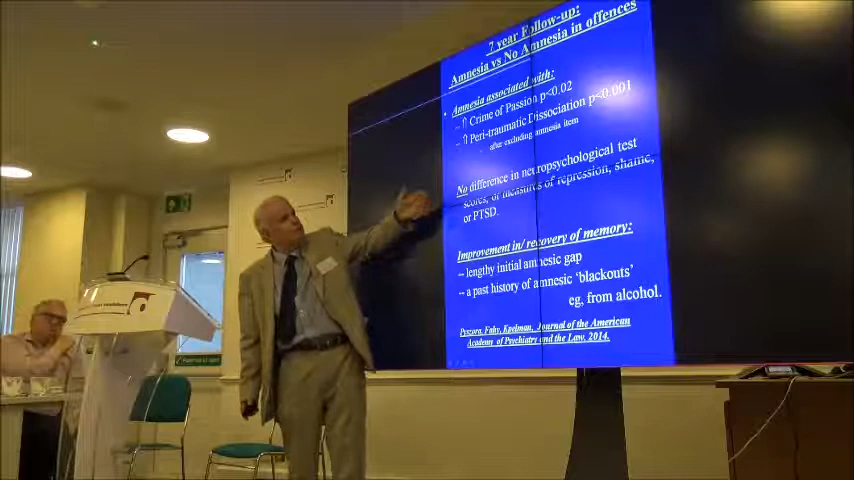 7 year Follow-up:
Amnesia vs No Amnesia in offences
• Amnesia associated with:
- ⇑ Crime of Passion p<0.02
- ⇑ Peri-traumatic Dissociation p<0.001
after excluding amnesia item
No difference in neuropsychological test
scores, or measures of repression, shame,
or PTSD.
Improvement in/ recovery of memory:
- lengthy initial amnesic gap
- a past history of amnesic 'blackouts'
eg. from alcohol.
Pyszora, Fahy, Kopelman, Journal of the American
Academy of Psychiatry and the Law, 2014.